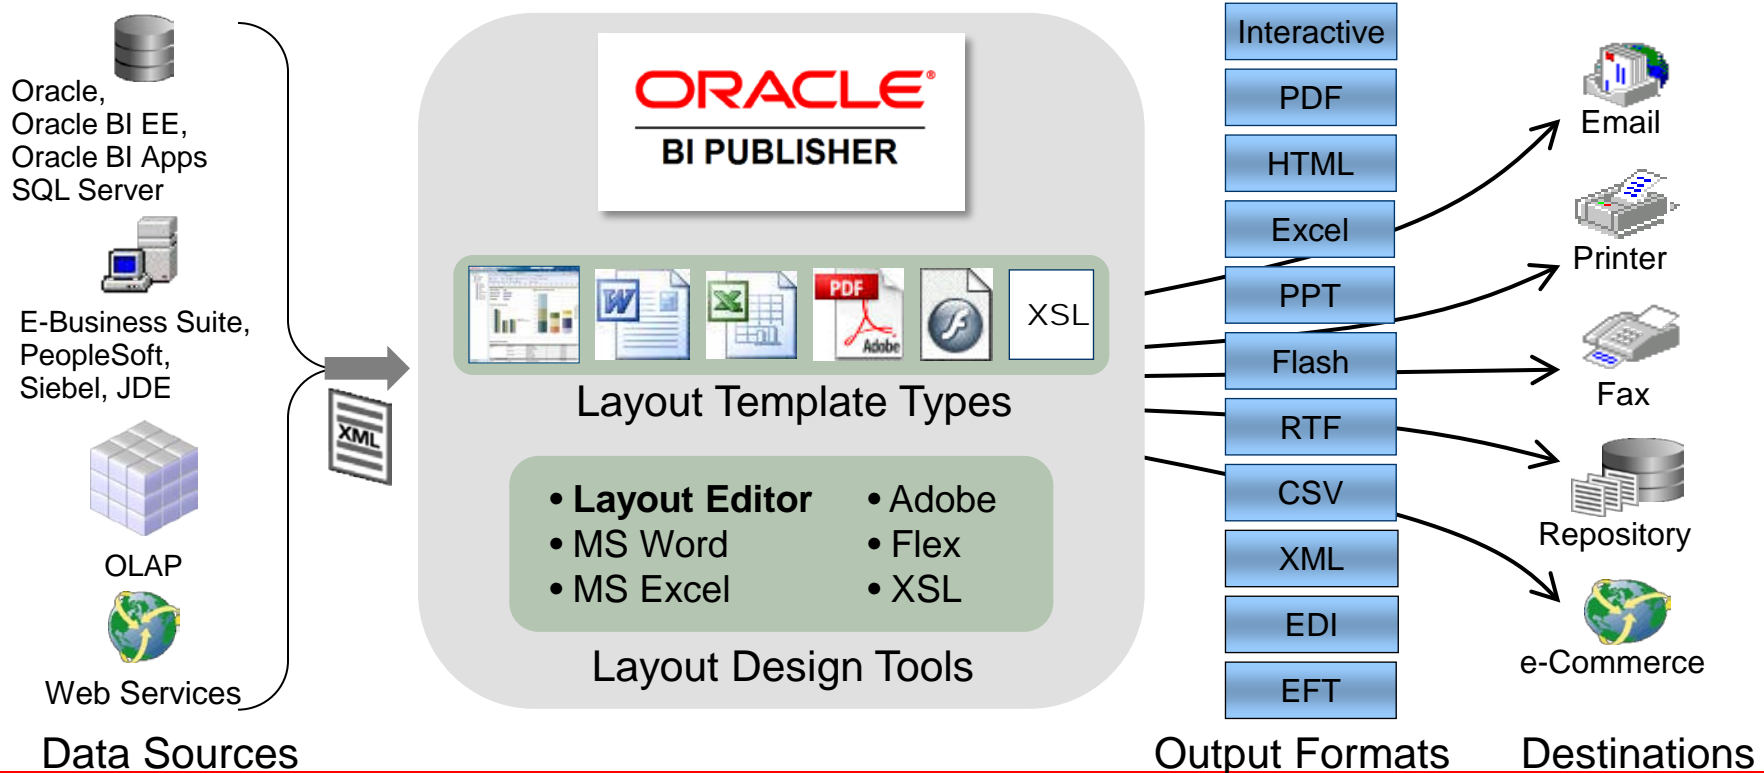 Oracle,
Oracle BI EE,
Oracle BI Apps
SQL Server
E-Business Suite,
PeopleSoft,
Siebel, JDE
OLAP
Web Services
Data Sources
XML
ORACLE®
BI PUBLISHER
W
X
PDF
Adobe
XSL
Layout Template Types
• Layout Editor
• MS Word
• MS Excel
• Adobe
• Flex
• XSL
Layout Design Tools
Interactive
PDF
HTML
Excel
PPT
Flash
RTF
CSV
XML
EDI
EFT
Output Formats
Email
Printer
Fax
Repository
e-Commerce
Destinations